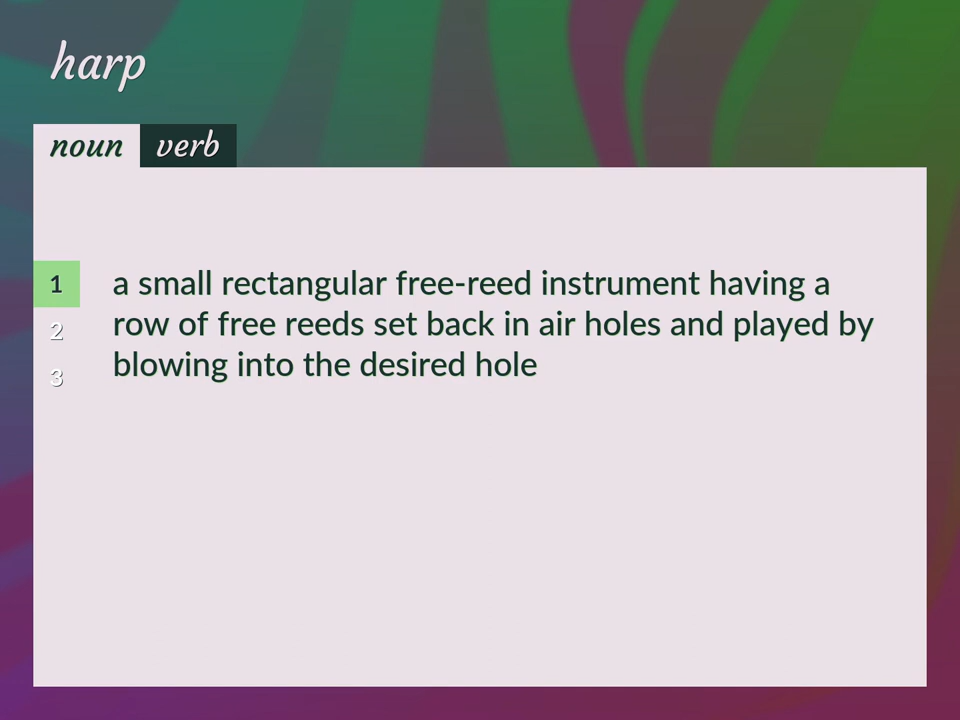 harp
noun verb
1 a small rectangular free-reed instrument having a
2 row of free reeds set back in air holes and played by
3 blowing into the desired hole